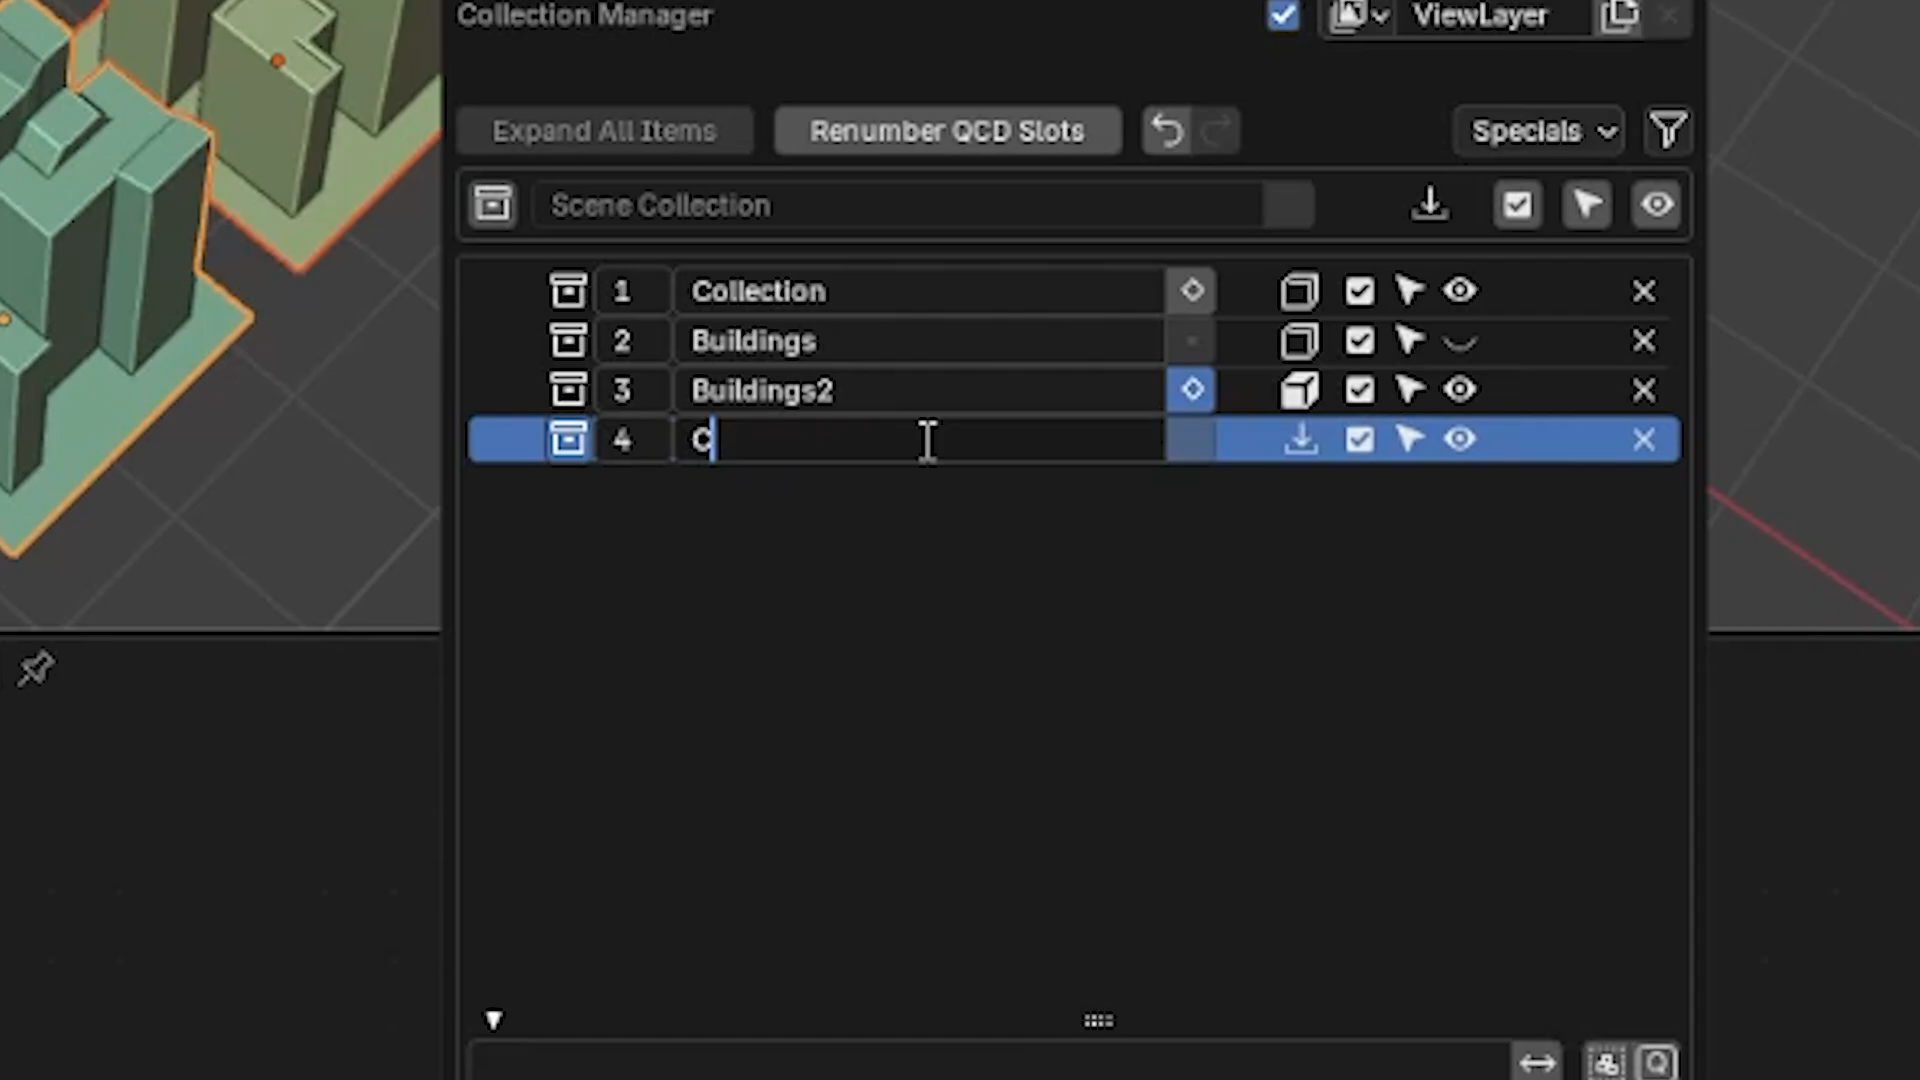 Collection Manager
ViewLayer
Expand All Items
Renumber QCD Slots
Specials
Scene Collection
1 Collection
2 Buildings
3 Buildings2
4 C